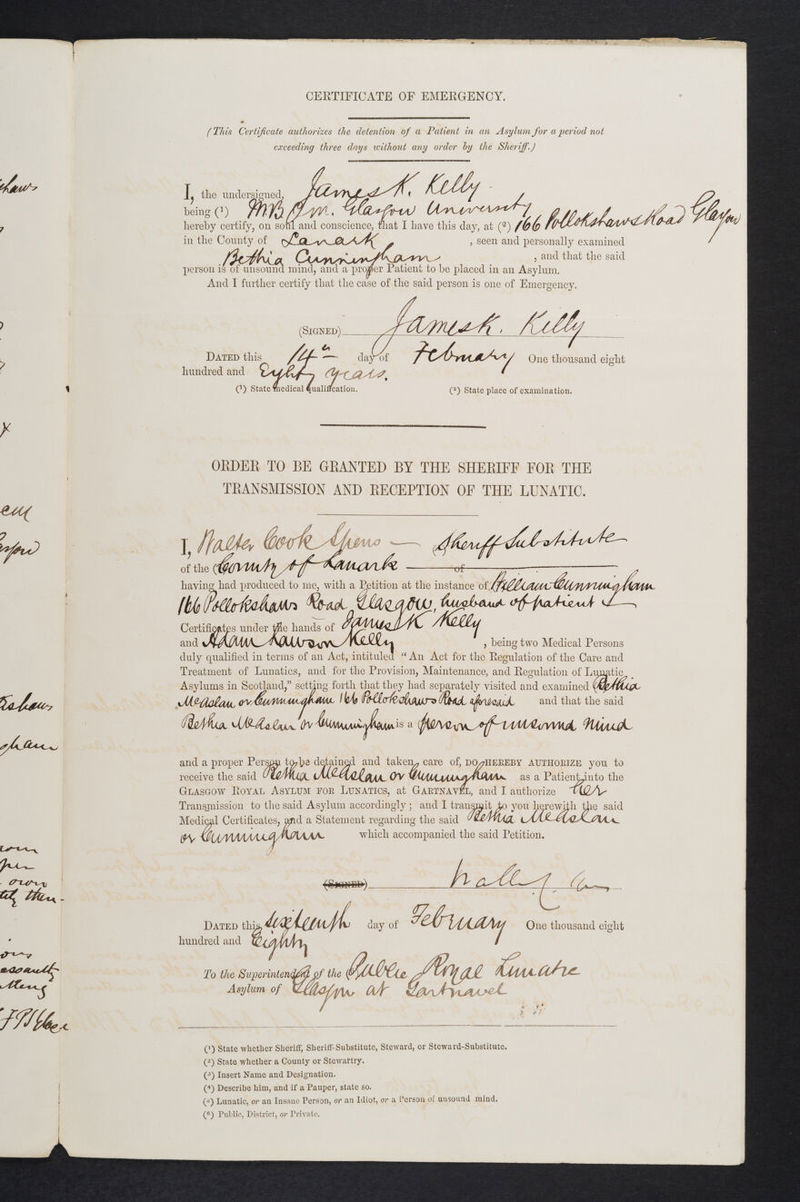 CERTIFICATE OF EMERGENCY.
(This Certificate authorizes the detention of a Patient in an Asylum for a period not
exceeding three days without any order by the Sheriff.)
I, the undersigned, James K. Kelly
being (1) MB CM. Glasgow University
hereby certify, on soul and conscience, that I have this day, at (2) 166 Pollokshaws Road Glasgow
in the County of Lanark, seen and personally examined
Bethia Cunningham, and that the said
person is of unsound mind, and a proper Patient to be placed in an Asylum.
And I further certify that the case of the said person is one of Emergency.
(SIGNED) James K. Kelly
DATED this 14th day of February One thousand eight
hundred and Eighty years.
(1) State medical qualification. (2) State place of examination.
ORDER TO BE GRANTED BY THE SHERIFF FOR THE
TRANSMISSION AND RECEPTION OF THE LUNATIC.
I, Walter Cook Spens — Sheriff Substitute
of the County of Lanark — of —
having had produced to me, with a Petition at the instance of William Cunningham
166 Pollokshaws Road, Glasgow, husband of patient
Certificates under the hands of James K Kelly
and Adam Lawson Kelly, being two Medical Persons
duly qualified in terms of an Act, intituled "An Act for the Regulation of the Care and
Treatment of Lunatics, and for the Provision, Maintenance, and Regulation of Lunatic
Asylums in Scotland," setting forth that they had separately visited and examined Bethia
McAslan or Cunningham 166 Pollokshaws Road aforesaid and that the said
Bethia McAslan or Cunningham is a person of unsound mind
and a proper Person to be detained and taken care of, DO HEREBY AUTHORIZE you to
receive the said Bethia McAslan or Cunningham as a Patient into the
GLASGOW ROYAL ASYLUM FOR LUNATICS, at GARTNAVEL, and I authorize her
Transmission to the said Asylum accordingly; and I transmit to you herewith the said
Medical Certificates, and a Statement regarding the said Bethia McAslan
or Cunningham which accompanied the said Petition.
(SIGNED)
DATED this Sixteenth day of February One thousand eight
hundred and Eighty
To the Superintendent of the Public Royal Lunatic
Asylum of Glasgow at Gartnavel
(1) State whether Sheriff, Sheriff-Substitute, Steward, or Steward-Substitute.
(2) State whether a County or Stewartry.
(3) Insert Name and Designation.
(4) Describe him, and if a Pauper, state so.
(5) Lunatic, or an Insane Person, or an Idiot, or a Person of unsound mind.
(6) Public, District, or Private.